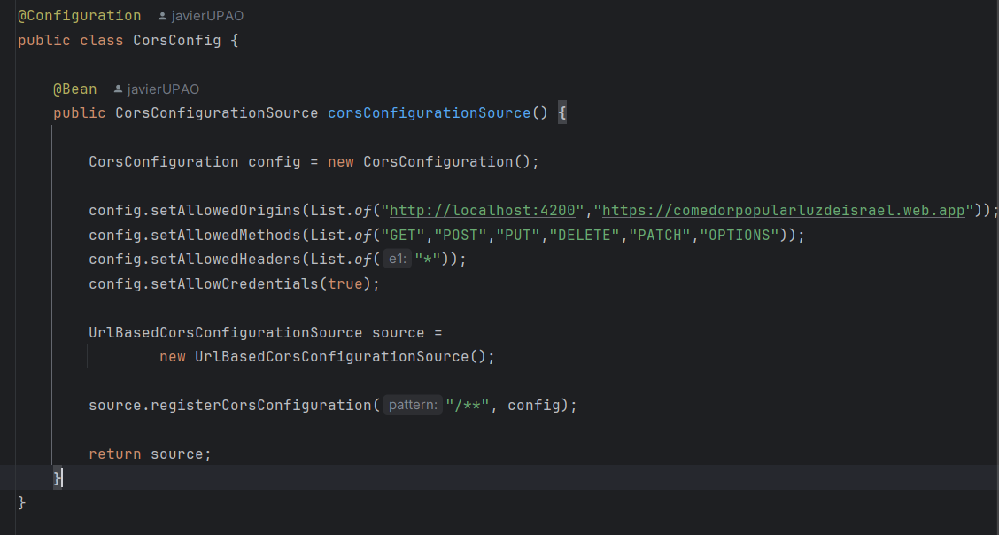 @Configuration javierUPAO
public class CorsConfig {
@Bean javierUPAO
public CorsConfigurationSource corsConfigurationSource() {
CorsConfiguration config = new CorsConfiguration();
config.setAllowedOrigins(List.of("http://localhost:4200","https://comedorpopularluzdeisrael.web.app"));
config.setAllowedMethods(List.of("GET","POST","PUT","DELETE","PATCH","OPTIONS"));
config.setAllowedHeaders(List.of( e1: "*"));
config.setAllowCredentials(true);
UrlBasedCorsConfigurationSource source =
new UrlBasedCorsConfigurationSource();
source.registerCorsConfiguration( pattern: "/**", config);
return source;
}
}